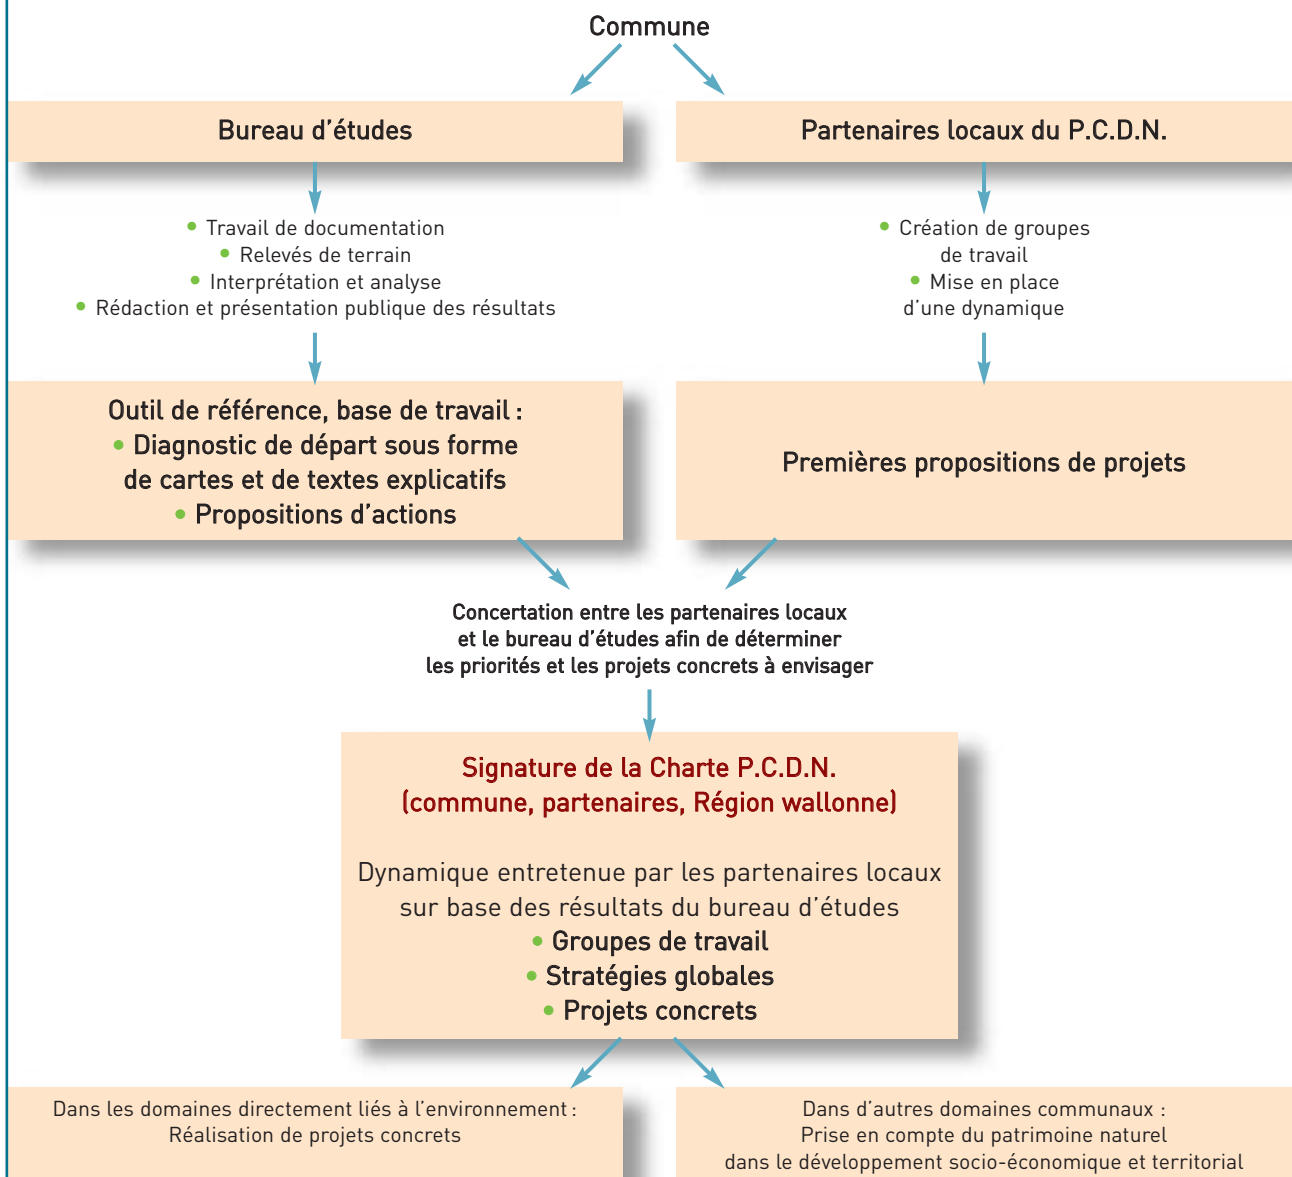 Commune
Bureau d'études
Partenaires locaux du P.C.D.N.
• Travail de documentation
• Relevés de terrain
• Interprétation et analyse
• Rédaction et présentation publique des résultats
• Création de groupes
de travail
• Mise en place
d'une dynamique
Outil de référence, base de travail :
• Diagnostic de départ sous forme
de cartes et de textes explicatifs
• Propositions d'actions
Premières propositions de projets
Concertation entre les partenaires locaux
et le bureau d'études afin de déterminer
les priorités et les projets concrets à envisager
Signature de la Charte P.C.D.N.
(commune, partenaires, Région wallonne)
Dynamique entretenue par les partenaires locaux
sur base des résultats du bureau d'études
• Groupes de travail
• Stratégies globales
• Projets concrets
Dans les domaines directement liés à l'environnement :
Réalisation de projets concrets
Dans d'autres domaines communaux :
Prise en compte du patrimoine naturel
dans le développement socio-économique et territorial